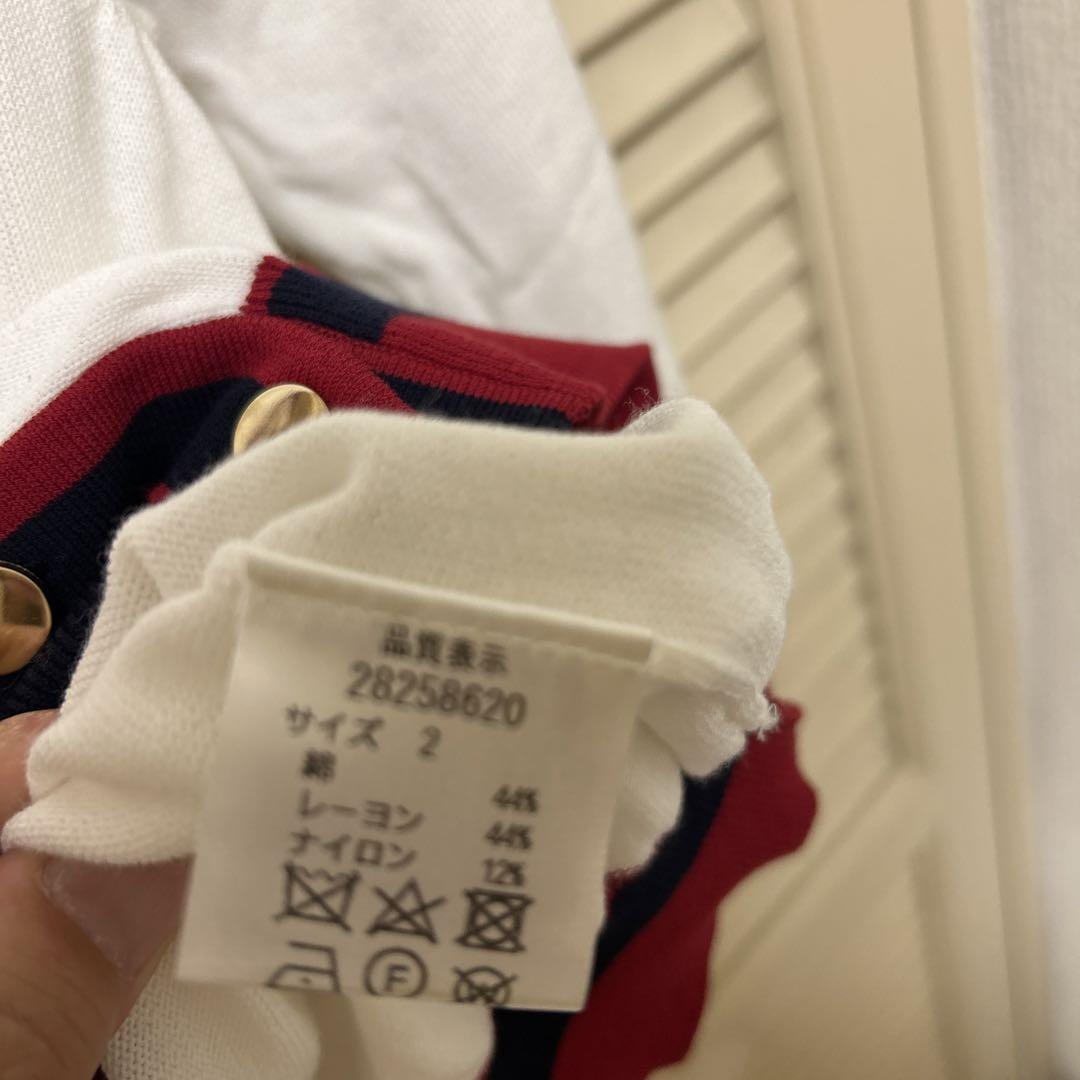 品質表示
28258620
サイズ 2
綿 44%
レーヨン 44%
ナイロン 12%
F